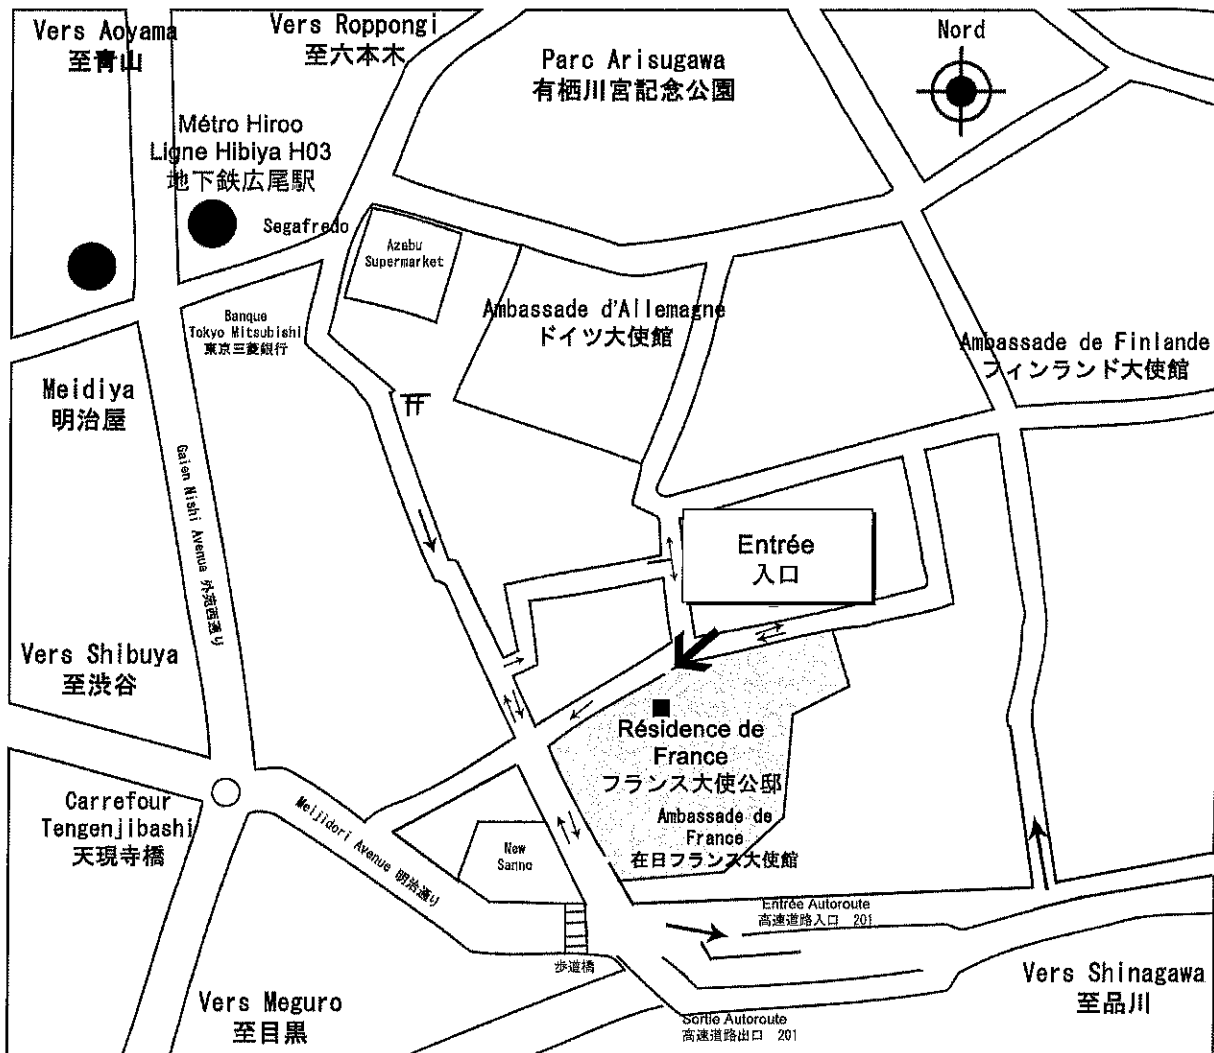 Vers Aoyama
至青山
Vers Roppongi
至六本木
Parc Arisugawa
有栖川宮記念公園
Nord
Métro Hiroo
Ligne Hibiya H03
地下鉄広尾駅
Segafredo
Azabu
Supermarket
Banque
Tokyo Mitsubishi
東京三菱銀行
Ambassade d'Allemagne
ドイツ大使館
Ambassade de Finlande
フィンランド大使館
Meidiya
明治屋
Gaien Nishi Avenue 外苑西通り
Entrée
入口
Vers Shibuya
至渋谷
Résidence de
France
フランス大使公邸
Carrefour
Tengenjibashi
天現寺橋
Meijidori Avenue 明治通り
New
Sanno
Ambassade de
France
在日フランス大使館
Entrée Autoroute
高速道路入口 201
歩道橋
Vers Shinagawa
至品川
Vers Meguro
至目黒
Sortie Autoroute
高速道路出口 201